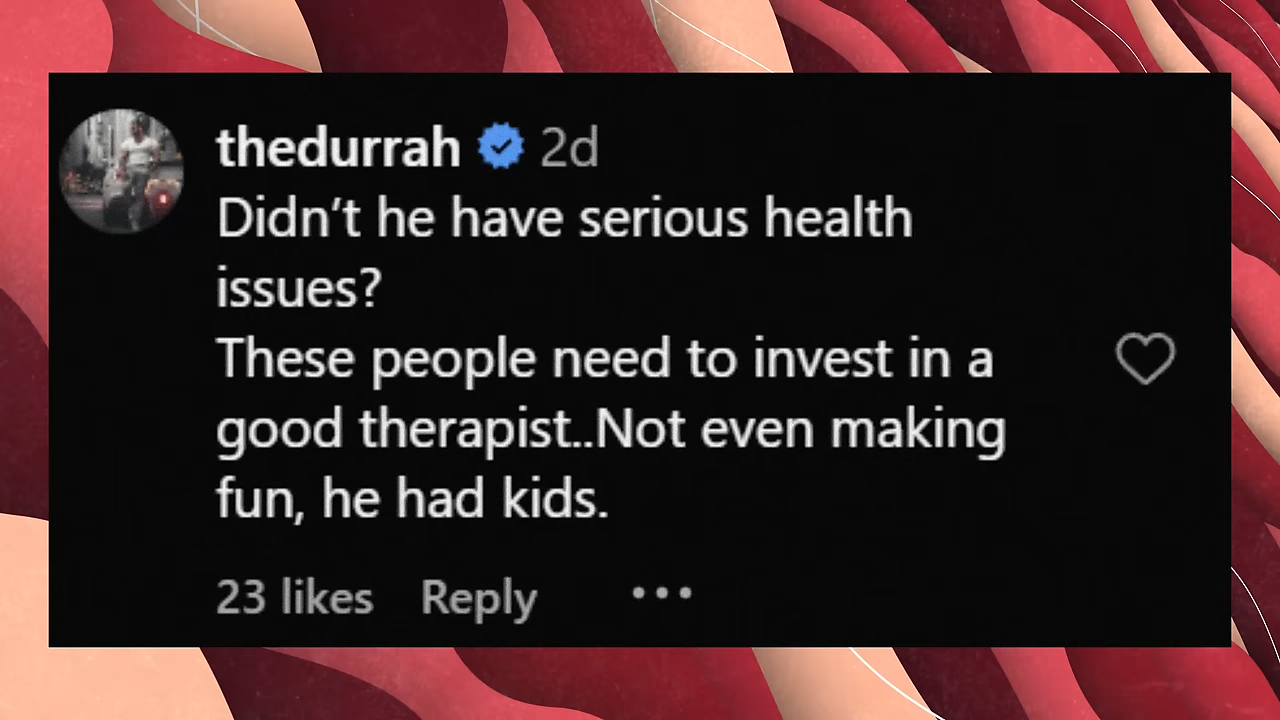 thedurrah 2d
Didn’t he have serious health
issues?
These people need to invest in a
good therapist..Not even making
fun, he had kids.
23 likes Reply •••